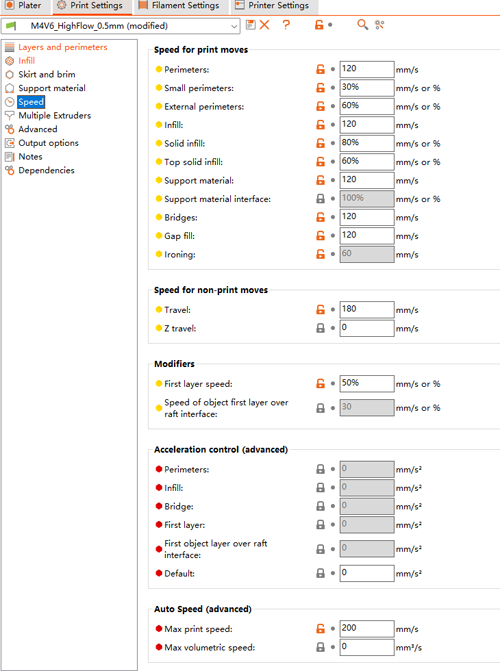 Plater Print Settings Filament Settings Printer Settings
M4V6_HighFlow_0.5mm (modified) ?
Layers and perimeters
Infill
Skirt and brim
Support material
Speed
Multiple Extruders
Advanced
Output options
Notes
Dependencies
Speed for print moves
Perimeters: 120 mm/s
Small perimeters: 30% mm/s or %
External perimeters: 60% mm/s or %
Infill: 120 mm/s
Solid infill: 80% mm/s or %
Top solid infill: 60% mm/s or %
Support material: 120 mm/s
Support material interface: 100% mm/s or %
Bridges: 120 mm/s
Gap fill: 120 mm/s
Ironing: 60 mm/s
Speed for non-print moves
Travel: 180 mm/s
Z travel: 0 mm/s
Modifiers
First layer speed: 50% mm/s or %
Speed of object first layer over
raft interface: 30 mm/s or %
Acceleration control (advanced)
Perimeters: 0 mm/s²
Infill: 0 mm/s²
Bridge: 0 mm/s²
First layer: 0 mm/s²
First object layer over raft
interface: 0 mm/s²
Default: 0 mm/s²
Auto Speed (advanced)
Max print speed: 200 mm/s
Max volumetric speed: 0 mm³/s